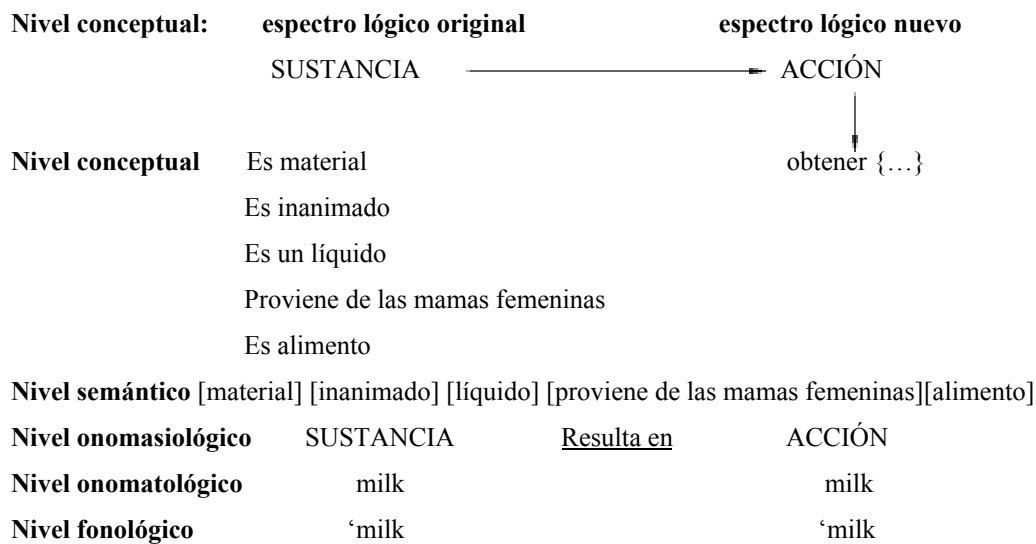 Nivel conceptual: espectro lógico original espectro lógico nuevo
SUSTANCIA ACCIÓN
Nivel conceptual Es material obtener {…}
Es inanimado
Es un líquido
Proviene de las mamas femeninas
Es alimento
Nivel semántico [material] [inanimado] [líquido] [proviene de las mamas femeninas][alimento]
Nivel onomasiológico SUSTANCIA Resulta en ACCIÓN
Nivel onomatológico milk milk
Nivel fonológico ‘milk ‘milk